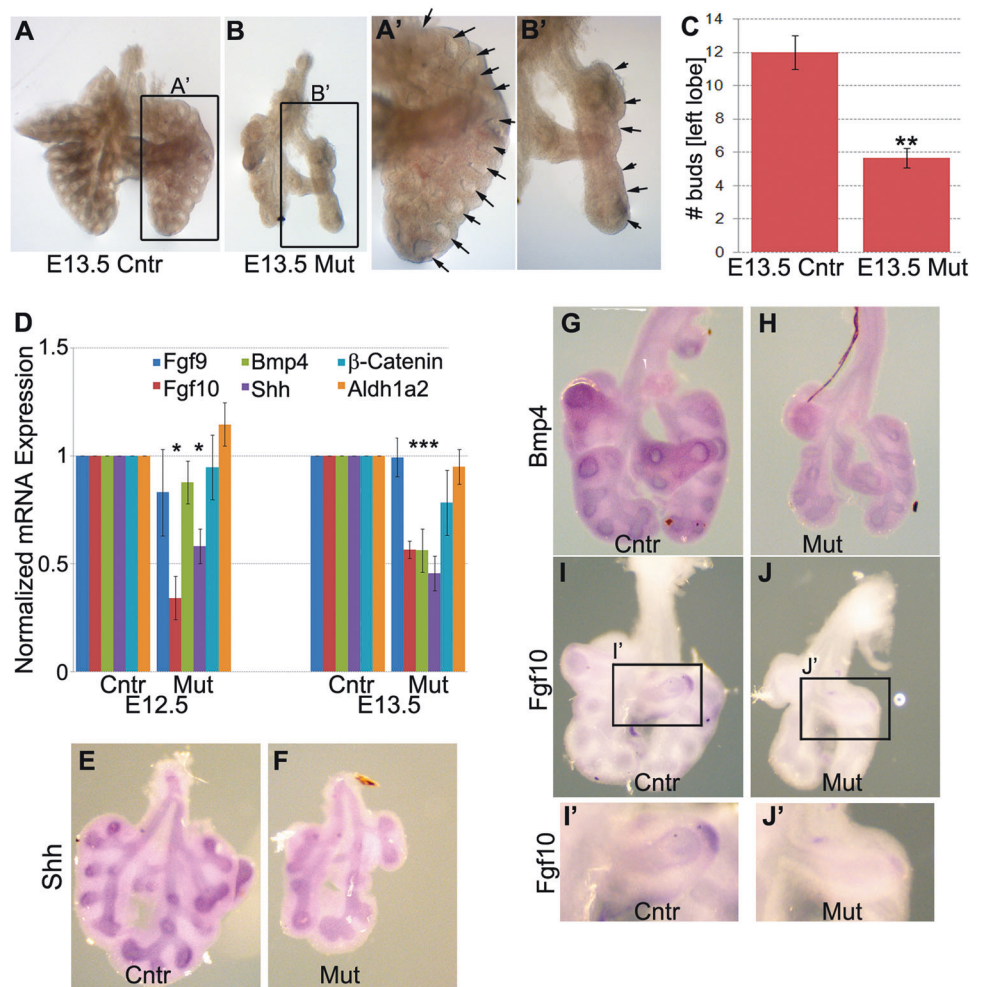 A
A’
B
B’
A’
B’
E13.5 Cntr
E13.5 Mut
C
# buds [left lobe]
14
12
10
8
6
4
2
0
**
E13.5 Cntr
E13.5 Mut
D
Normalized mRNA Expression
1.5
1
0.5
0
Fgf9
Bmp4
β-Catenin
Fgf10
Shh
Aldh1a2
*
*
***
Cntr
Mut
Cntr
Mut
E12.5
E13.5
E
F
Shh
Cntr
Mut
G
H
Bmp4
Cntr
Mut
I
I’
J
J’
Fgf10
Cntr
Mut
I’
J’
Fgf10
Cntr
Mut